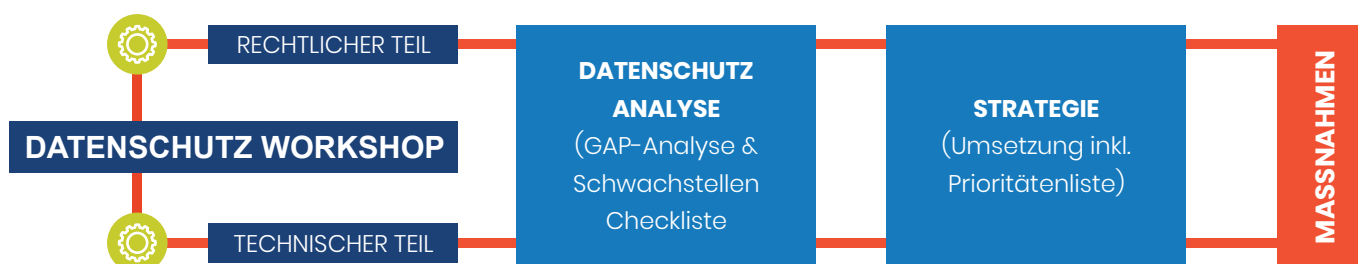 RECHTLICHER TEIL
DATENSCHUTZ WORKSHOP
TECHNISCHER TEIL
DATENSCHUTZ
ANALYSE
(GAP-Analyse &
Schwachstellen
Checkliste
STRATEGIE
(Umsetzung inkl.
Prioritätenliste)
MASSNAHMEN